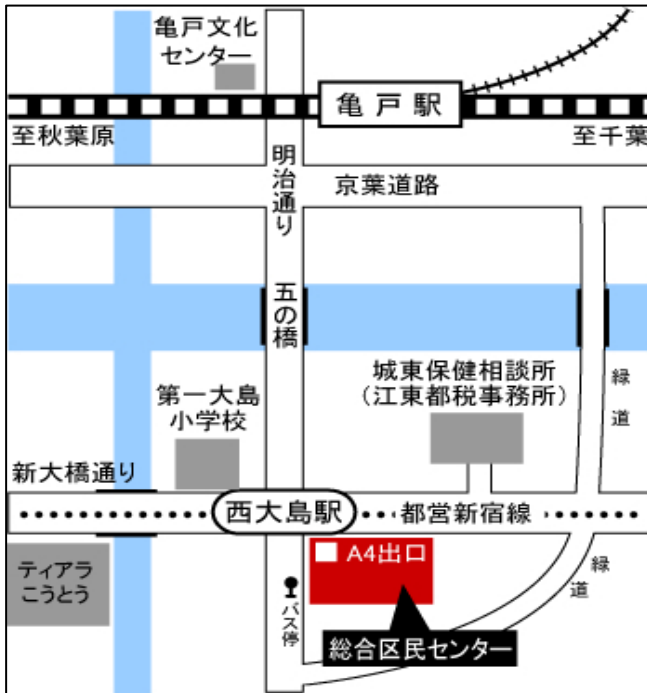 亀戸文化
センター
亀戸駅
至秋葉原
至千葉
明治通り
京葉道路
五の橋
城東保健相談所
(江東都税事務所)
緑道
第一大島
小学校
新大橋通り
西大島駅
都営新宿線
A4出口
ティアラ
こうとう
バス停
緑道
総合区民センター